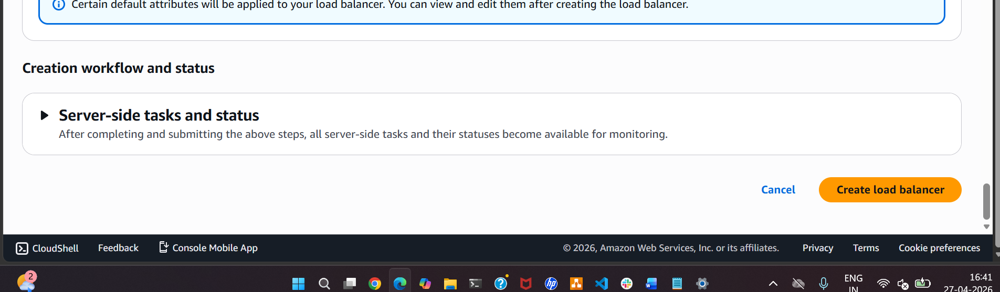 Certain default attributes will be applied to your load balancer. You can view and edit them after creating the load balancer.
Creation workflow and status
Server-side tasks and status
After completing and submitting the above steps, all server-side tasks and their statuses become available for monitoring.
Cancel
Create load balancer
CloudShell
Feedback
Console Mobile App
© 2026, Amazon Web Services, Inc. or its affiliates.
Privacy
Terms
Cookie preferences
2
hp
W
ENG
IN
16:41
27-04-2026